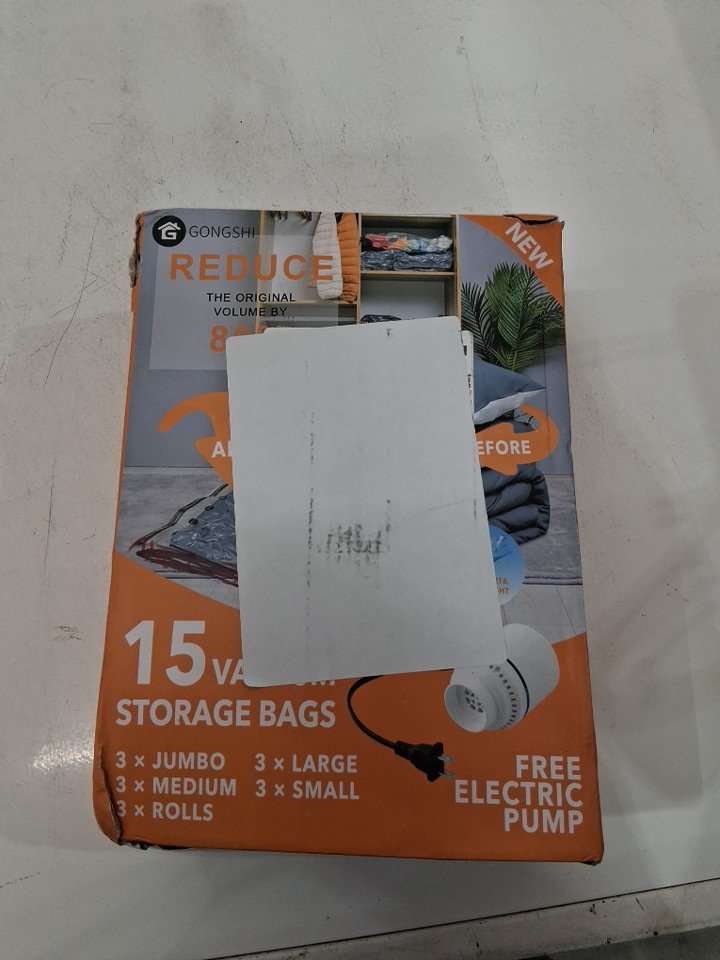 GONGSHI
NEW
REDUCE
THE ORIGINAL
VOLUME BY
15
STORAGE BAGS
3 × JUMBO 3 × LARGE
3 × MEDIUM 3 × SMALL
3 × ROLLS
FREE
ELECTRIC
PUMP